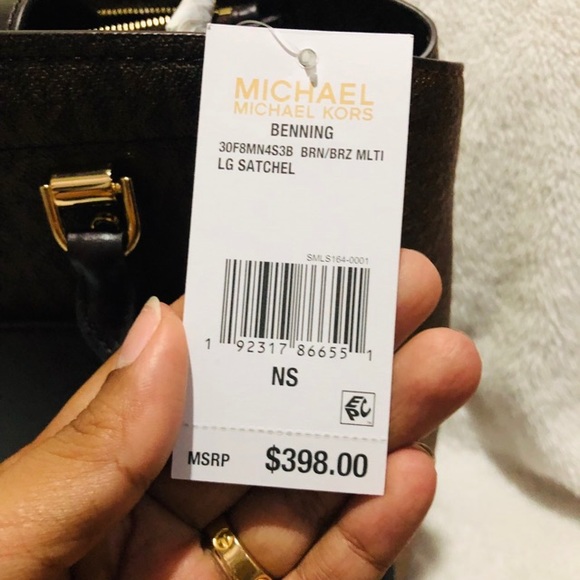 MICHAEL
MICHAEL KORS
BENNING
30F8MN4S3B BRN/BRZ MLTI
LG SATCHEL
SMLS164-0001
1 92317 86655 1
NS
EPC
MSRP $398.00